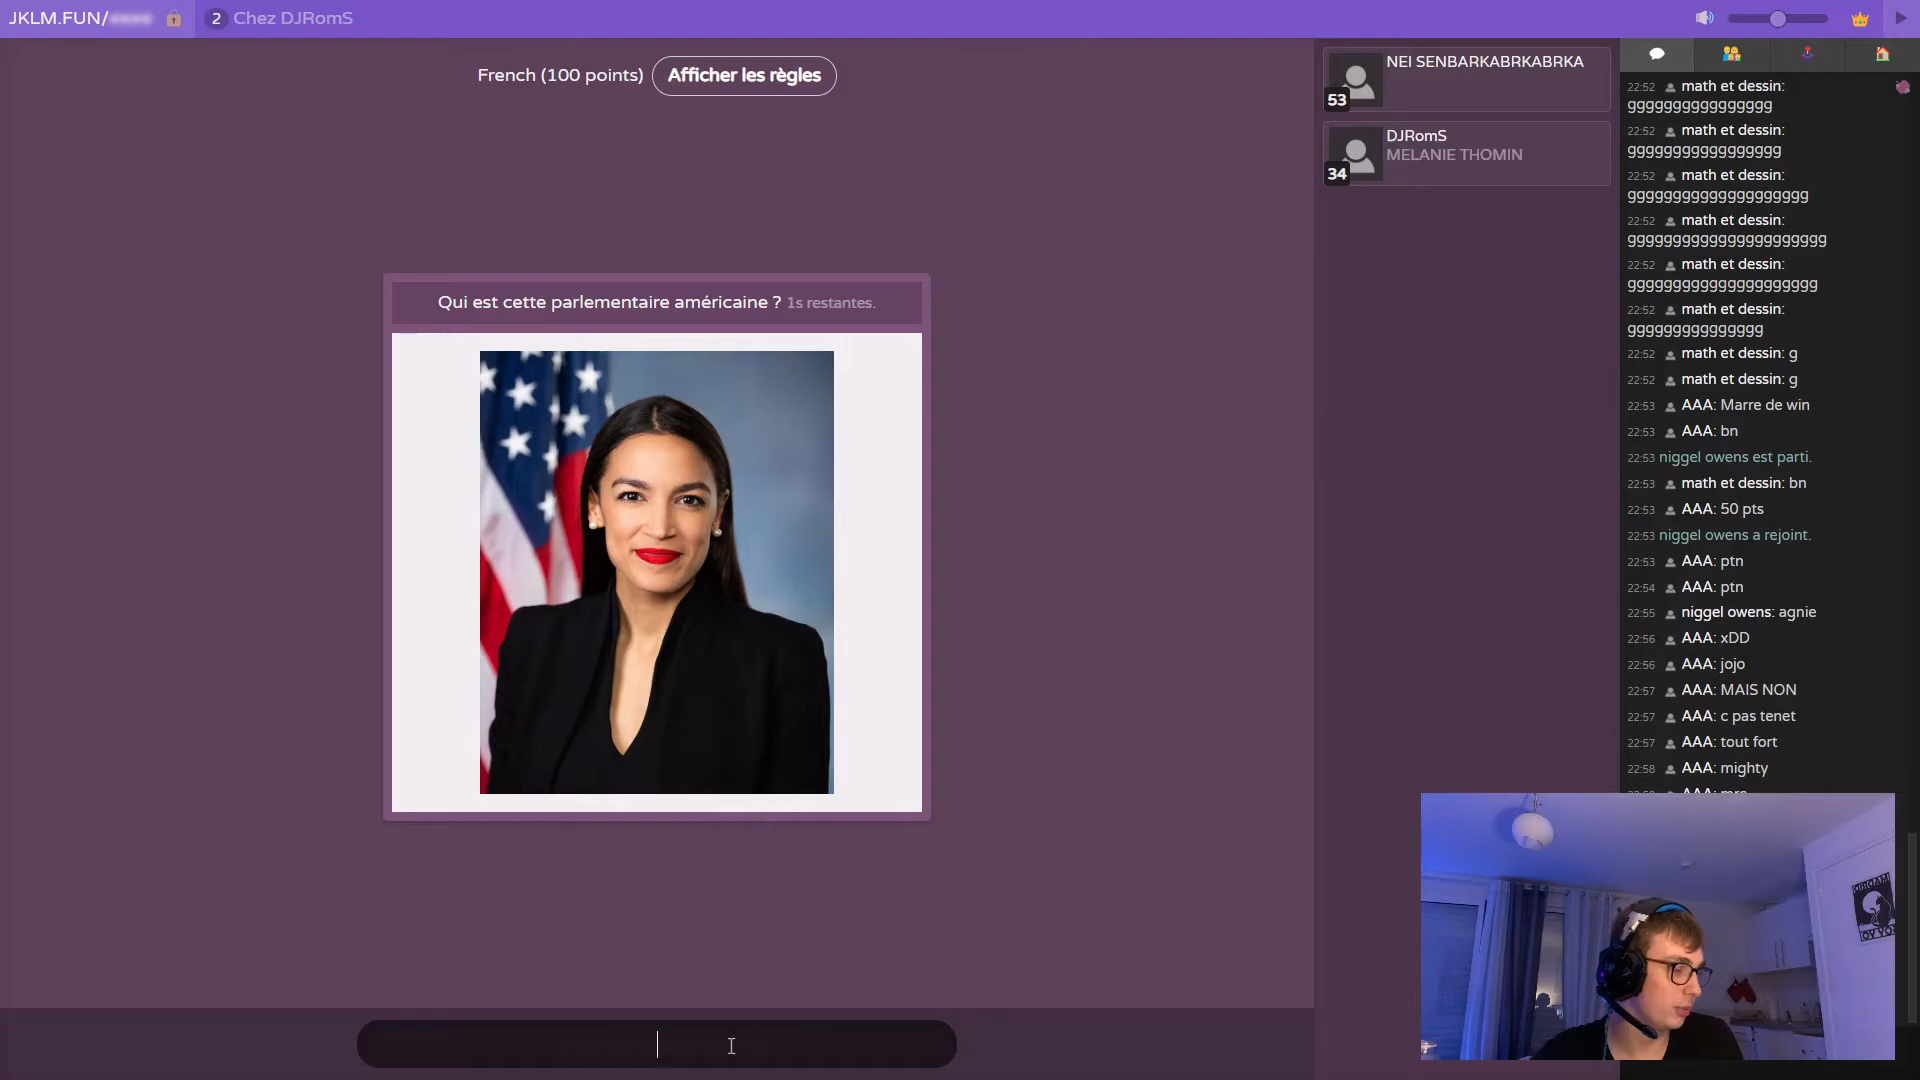 JKLM.FUN/
2 Chez DJRomS
French (100 points) Afficher les règles
Qui est cette parlementaire américaine ? 1s restantes.
NEI SENBARKABRKABRKA
53
DJRomS
MELANIE THOMIN
34
22:52 math et dessin:
gggggggggggggggg
22:52 math et dessin:
ggggggggggggggggg
22:52 math et dessin:
gggggggggggggggggggg
22:52 math et dessin:
gggggggggggggggggggggg
22:52 math et dessin:
ggggggggggggggggggggg
22:52 math et dessin:
ggggggggggggggg
22:52 math et dessin: g
22:52 math et dessin: g
22:53 AAA: Marre de win
22:53 AAA: bn
22:53 niggel owens est parti.
22:53 math et dessin: bn
22:53 AAA: 50 pts
22:53 niggel owens a rejoint.
22:53 AAA: ptn
22:54 AAA: ptn
22:55 niggel owens: agnie
22:56 AAA: xDD
22:56 AAA: jojo
22:57 AAA: MAIS NON
22:57 AAA: c pas tenet
22:57 AAA: tout fort
22:58 AAA: mighty